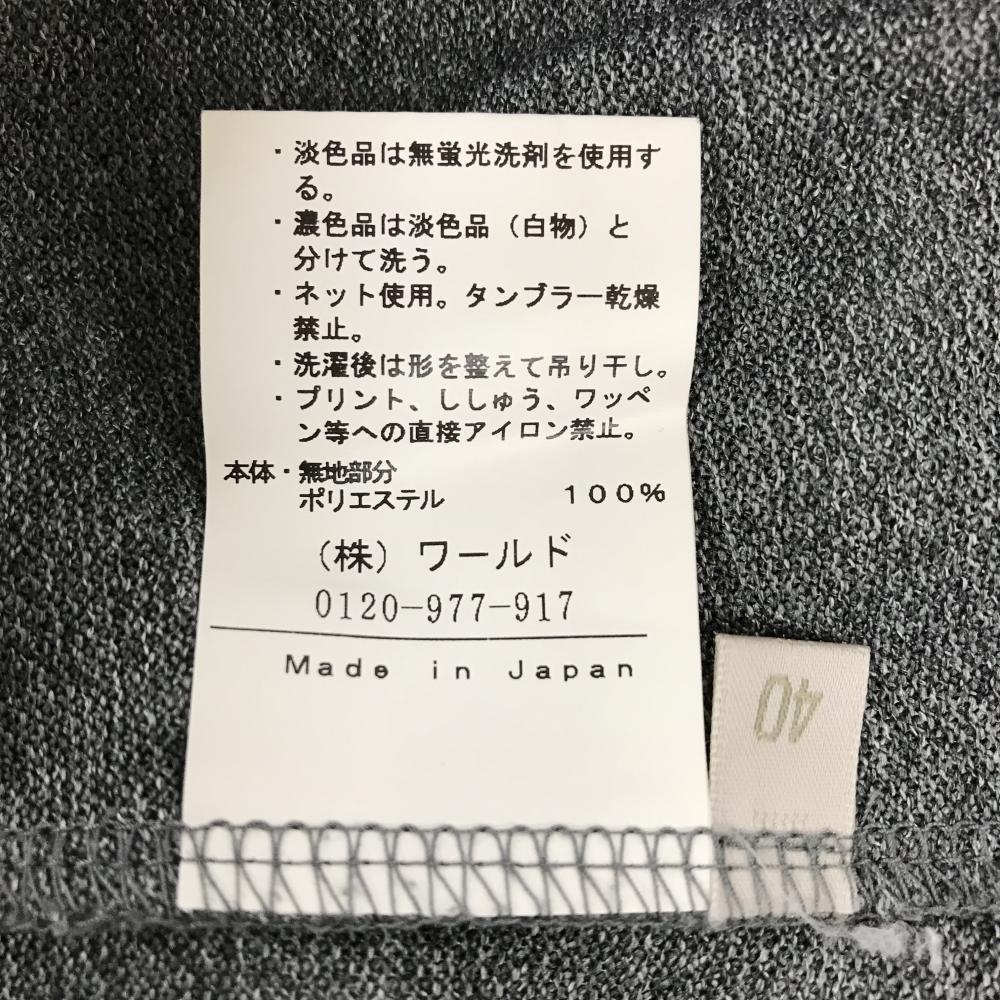 ・淡色品は無蛍光洗剤を使用す
る。
・濃色品は淡色品（白物）と
分けて洗う。
・ネット使用。タンブラー乾燥
禁止。
・洗濯後は形を整えて吊り干し。
・プリント、ししゅう、ワッペ
ン等への直接アイロン禁止。
本体・無地部分
ポリエステル 100%
（株）ワールド
0120-977-917
Made in Japan
40